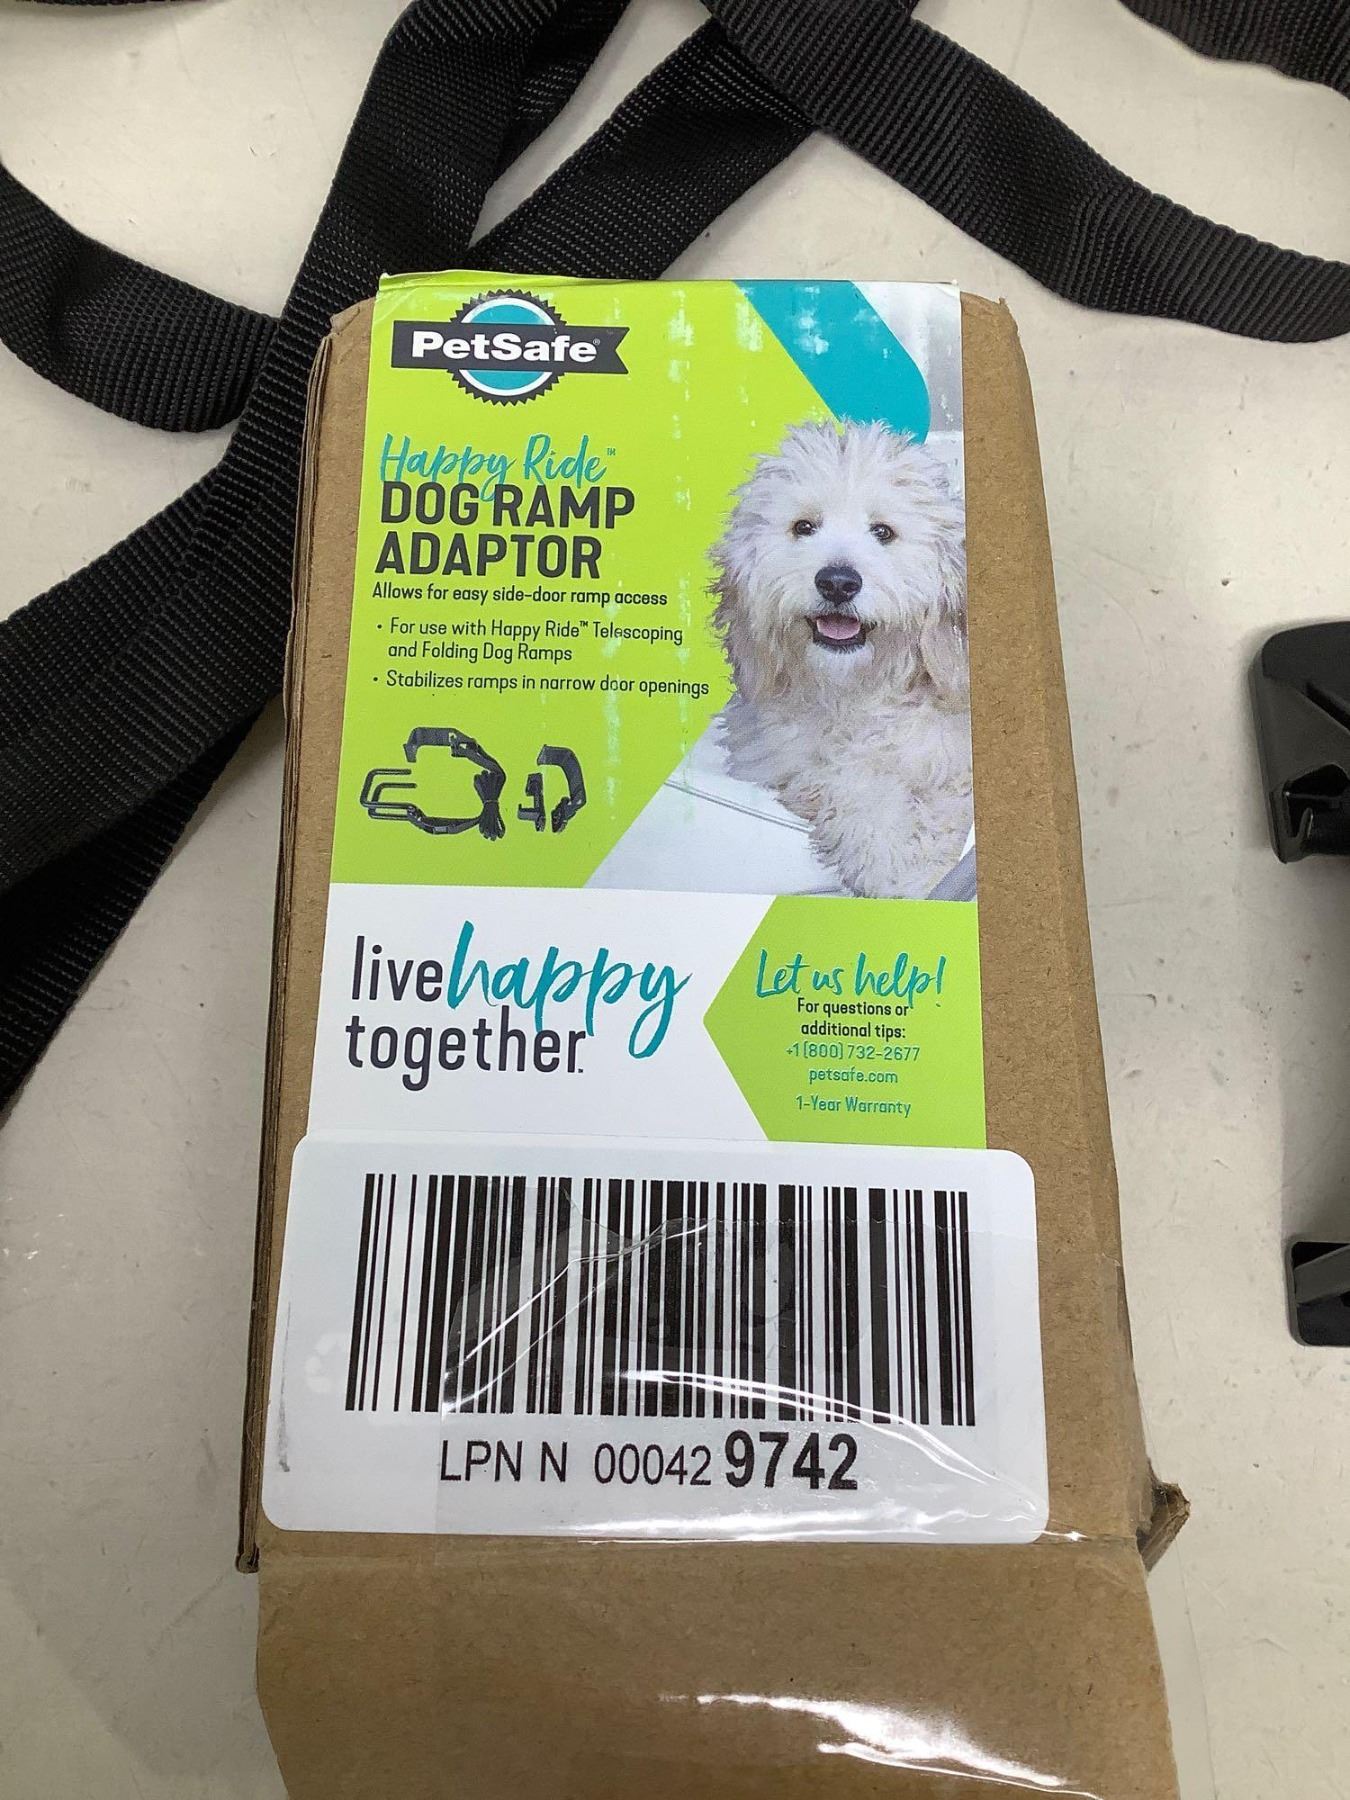 PetSafe®
Happy Ride™
DOG RAMP
ADAPTOR
Allows for easy side-door ramp access
• For use with Happy Ride™ Telescoping
and Folding Dog Ramps
• Stabilizes ramps in narrow door openings
live happy
together.
Let us help!
For questions or
additional tips:
+1 (800) 732-2677
petsafe.com
1-Year Warranty
LPN N 00042 9742